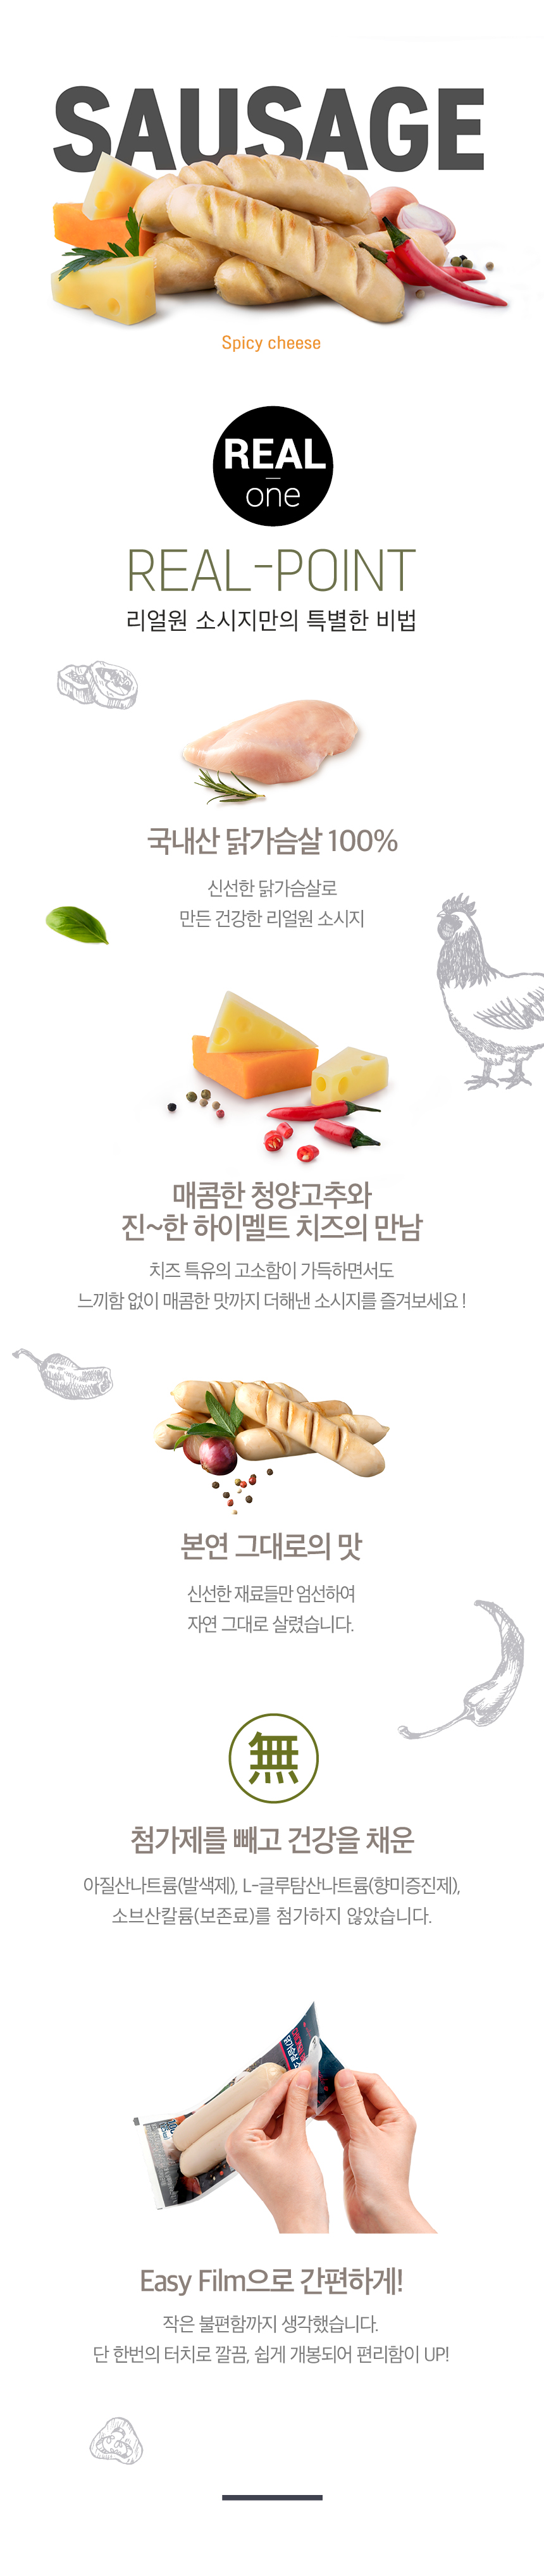 SAUSAGE
Spicy cheese
REAL
one
REAL-POINT
리얼원 소시지만의 특별한 비법
국내산 닭가슴살 100%
신선한 닭가슴살로
만든 건강한 리얼원 소시지
매콤한 청양고추와
진~한 하이멜트 치즈의 만남
치즈 특유의 고소함이 가득하면서도
느끼함 없이 매콤한 맛까지 더해낸 소시지를 즐겨보세요 !
본연 그대로의 맛
신선한 재료들만 엄선하여
자연 그대로 살렸습니다.
無
첨가제를 빼고 건강을 채운
아질산나트륨(발색제), L-글루탐산나트륨(향미증진제),
소브산칼륨(보존료)를 첨가하지 않았습니다.
Easy Film으로 간편하게!
작은 불편함까지 생각했습니다.
단 한번의 터치로 깔끔, 쉽게 개봉되어 편리함이 UP!